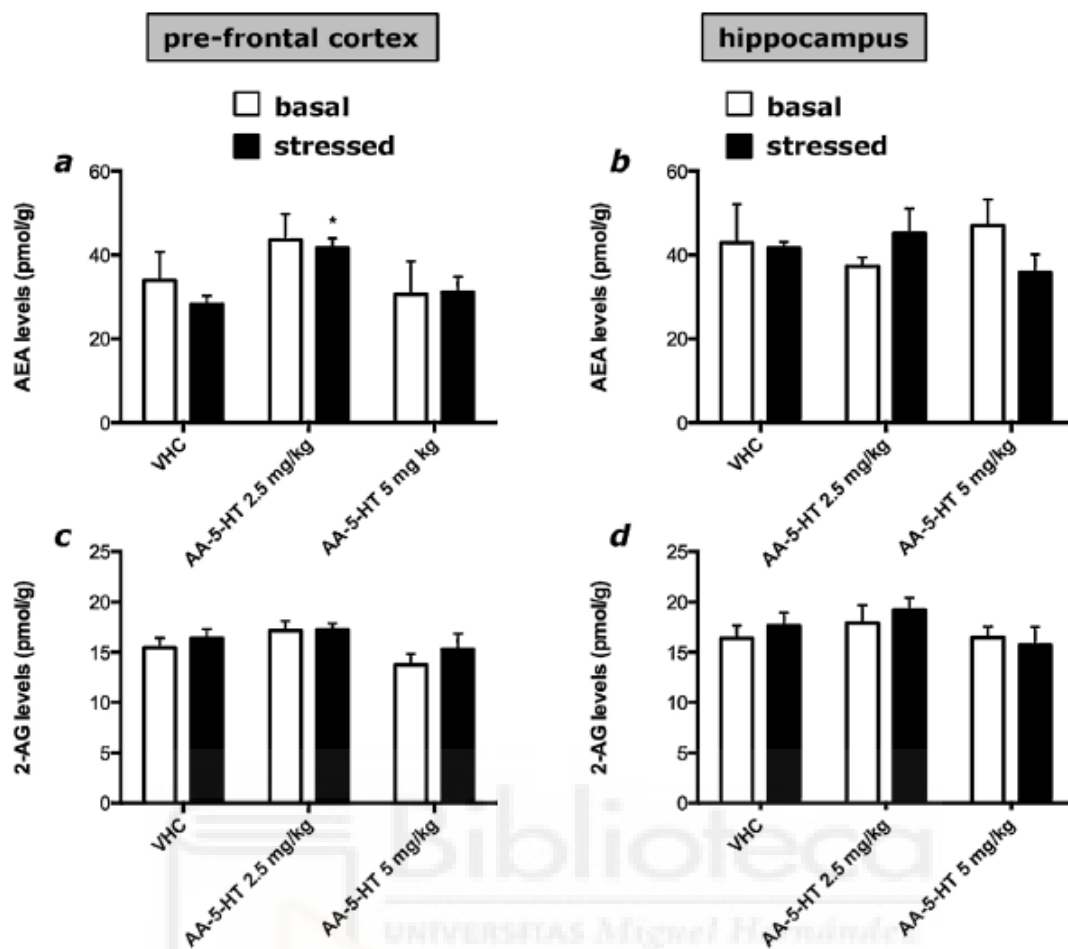 pre-frontal cortex
hippocampus
basal
stressed
basal
stressed
a
AEA levels (pmol/g)
60
40
20
0
*
VHC
AA-5-HT 2.5 mg/kg
AA-5-HT 5 mg kg
b
AEA levels (pmol/g)
60
40
20
0
VHC
AA-5-HT 2.5 mg/kg
AA-5-HT 5 mg/kg
c
2-AG levels (pmol/g)
25
20
15
10
5
0
VHC
AA-5-HT 2.5 mg/kg
AA-5-HT 5 mg/kg
d
2-AG levels (pmol/g)
25
20
15
10
5
0
VHC
AA-5-HT 2.5 mg/kg
AA-5-HT 5 mg/kg
Biblioteca
UNIVERSITAS Miguel Hernández